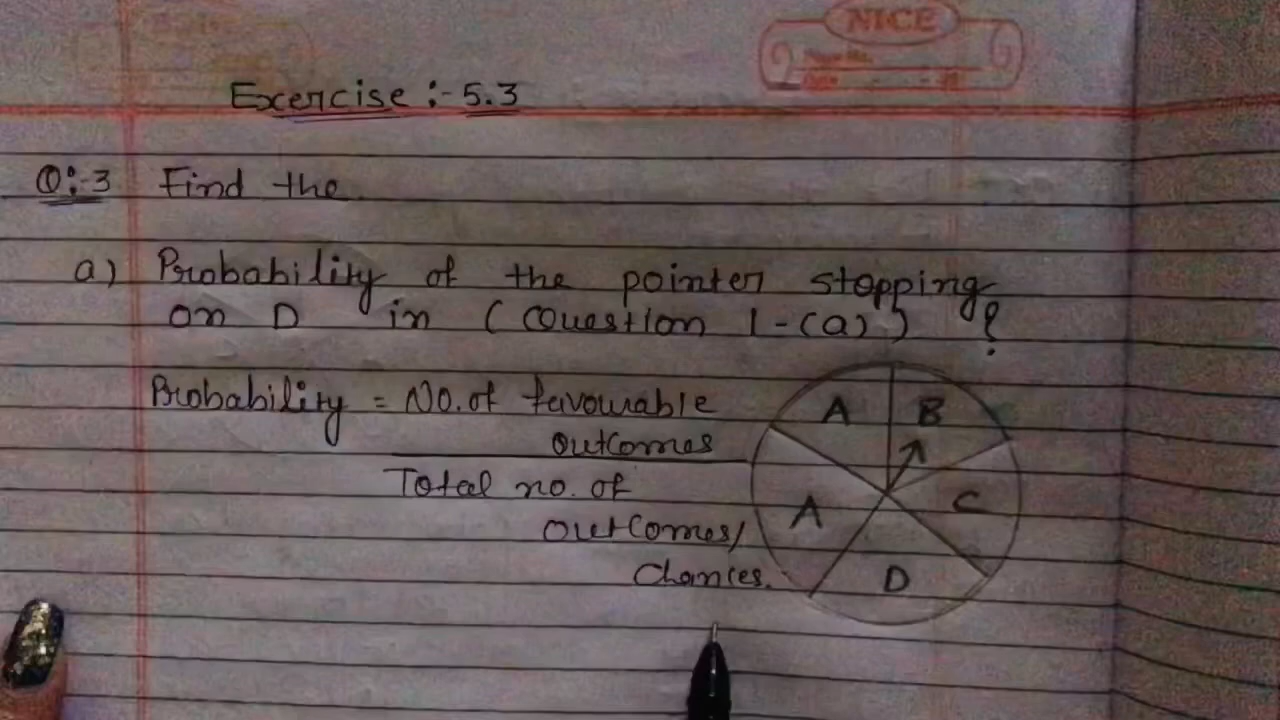 NICE
Exercise :- 5.3
Q:-3 Find the
a) Probability of the pointer stopping
on D in (Question 1-(a)) ?
Probability = No. of favourable
outcomes
Total no. of
outcomes/
Chances.
A B
A C
D